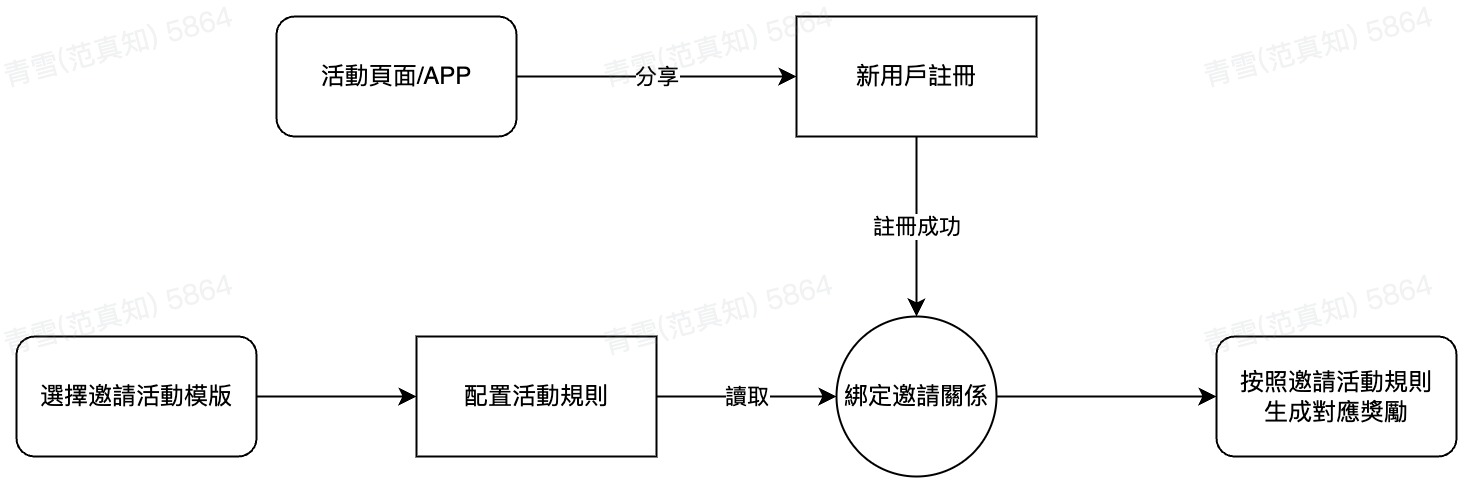 青雪(范真知) 5864
青雪(范真知) 5864
青雪(范真知) 5864
活動頁面/APP
分享
新用戶註冊
註冊成功
青雪(范真知) 5864
青雪(范真知) 5864
青雪(范真知) 5864
選擇邀請活動模版
配置活動規則
讀取
綁定邀請關係
按照邀請活動規則
生成對應獎勵